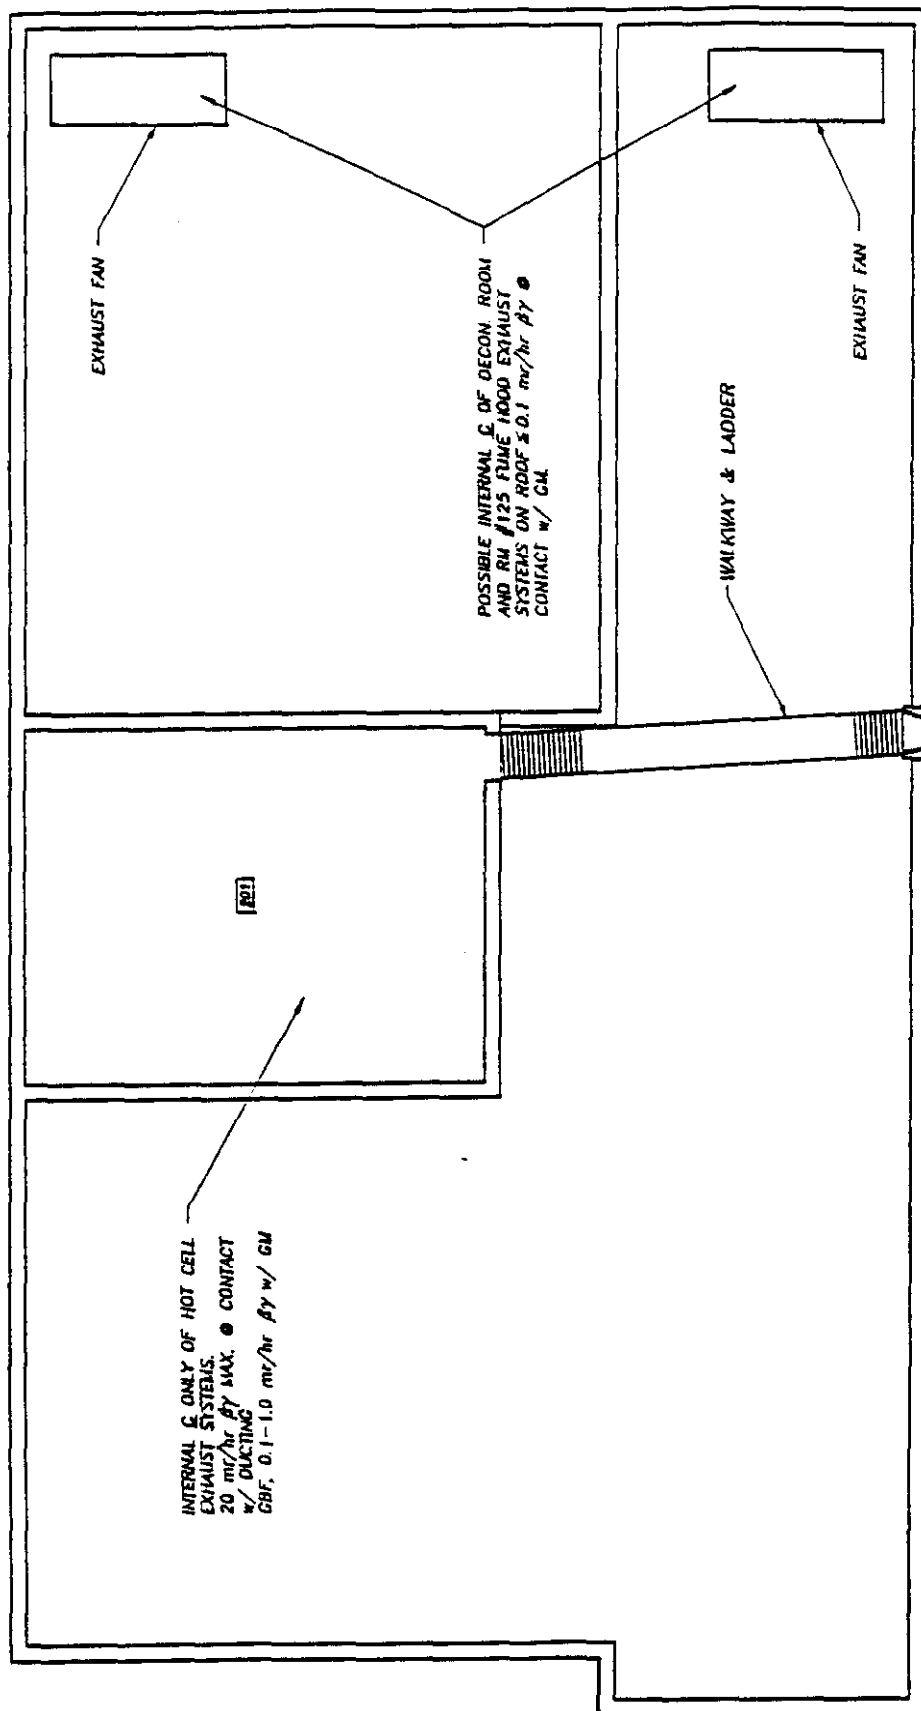 INTERNAL C ONLY OF HOT CELL
EXHAUST SYSTEMS.
20 mr/hr βγ MAX. @ CONTACT
w/ DUCTING
GBF, 0.1-1.0 mr/hr βγ w/ GM
201
WALKWAY & LADDER
POSSIBLE INTERNAL C OF DECON. ROOM
AND RM #125 FUME HOOD EXHAUST
SYSTEMS ON ROOF ≤0.1 mr/hr βγ @
CONTACT w/ GM.
EXHAUST FAN
EXHAUST FAN